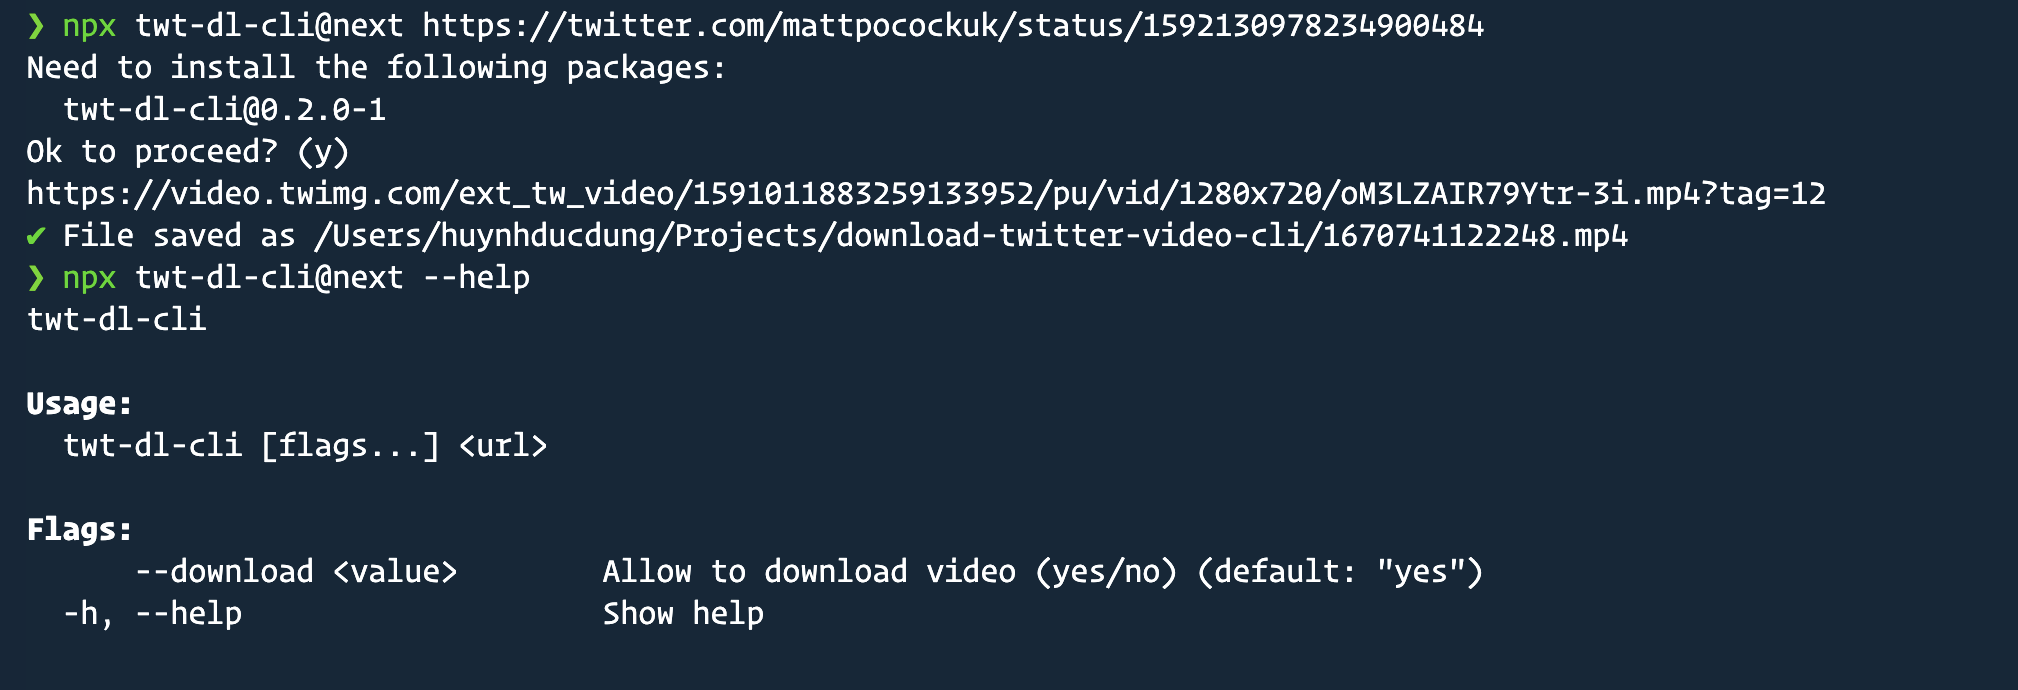 ❯ npx twt-dl-cli@next https://twitter.com/mattpocockuk/status/1592130978234900484
Need to install the following packages:
  twt-dl-cli@0.2.0-1
Ok to proceed? (y)
https://video.twimg.com/ext_tw_video/1591011883259133952/pu/vid/1280x720/oM3LZAIR79Ytr-3i.mp4?tag=12
✔ File saved as /Users/huynhducdung/Projects/download-twitter-video-cli/1670741122248.mp4
❯ npx twt-dl-cli@next --help
twt-dl-cli
Usage:
  twt-dl-cli [flags...] <url>
Flags:
      --download <value>        Allow to download video (yes/no) (default: "yes")
  -h, --help                    Show help